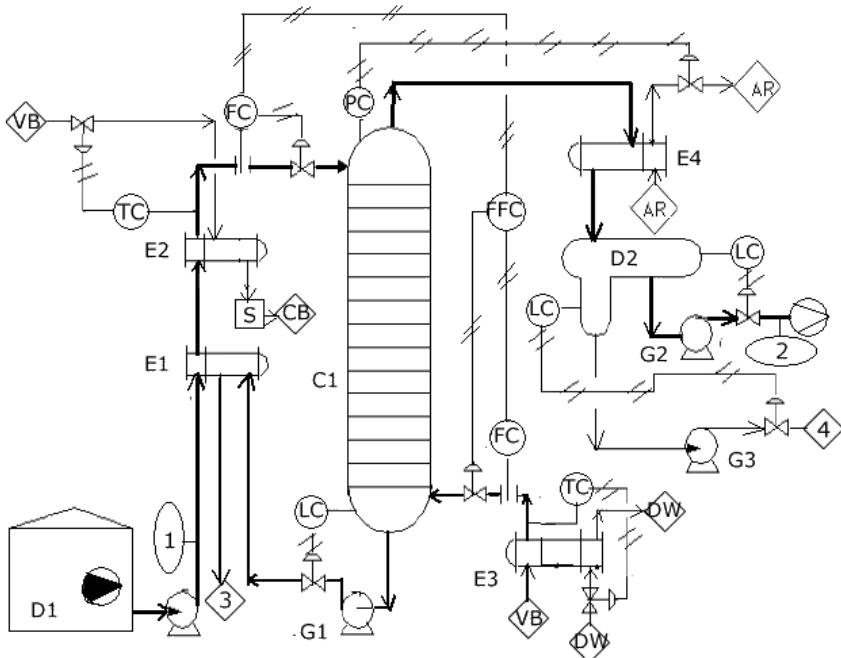 FC
PC
AR
VB
E4
TC
FFC
AR
E2
D2
LC
LC
S
CB
G2
2
E1
C1
FC
4
G3
TC
LC
DW
1
E3
D1
3
G1
VB
DW